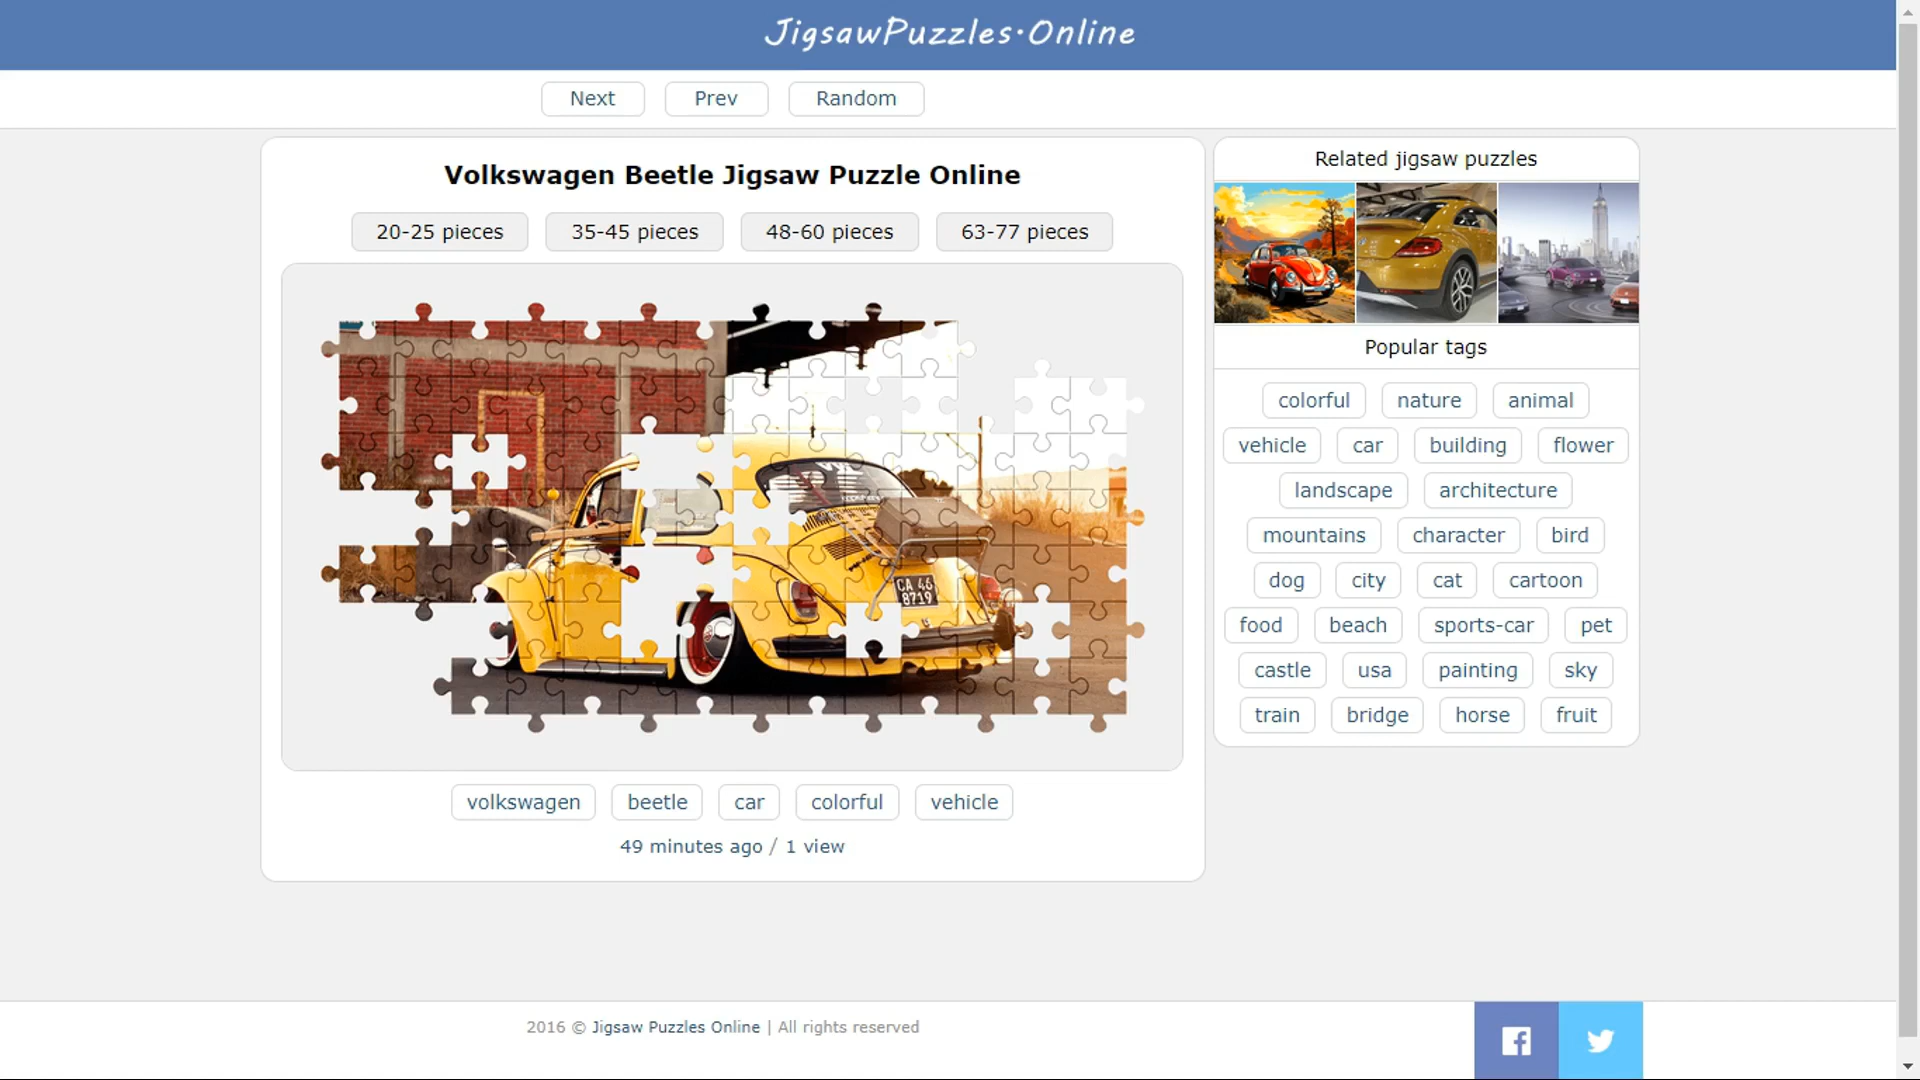 JigsawPuzzles·Online
Next Prev Random
Volkswagen Beetle Jigsaw Puzzle Online
20-25 pieces 35-45 pieces 48-60 pieces 63-77 pieces
CA 46
8719
volkswagen beetle car colorful vehicle
49 minutes ago / 1 view
Related jigsaw puzzles
Popular tags
colorful nature animal
vehicle car building flower
landscape architecture
mountains character bird
dog city cat cartoon
food beach sports-car pet
castle usa painting sky
train bridge horse fruit
2016 © Jigsaw Puzzles Online | All rights reserved